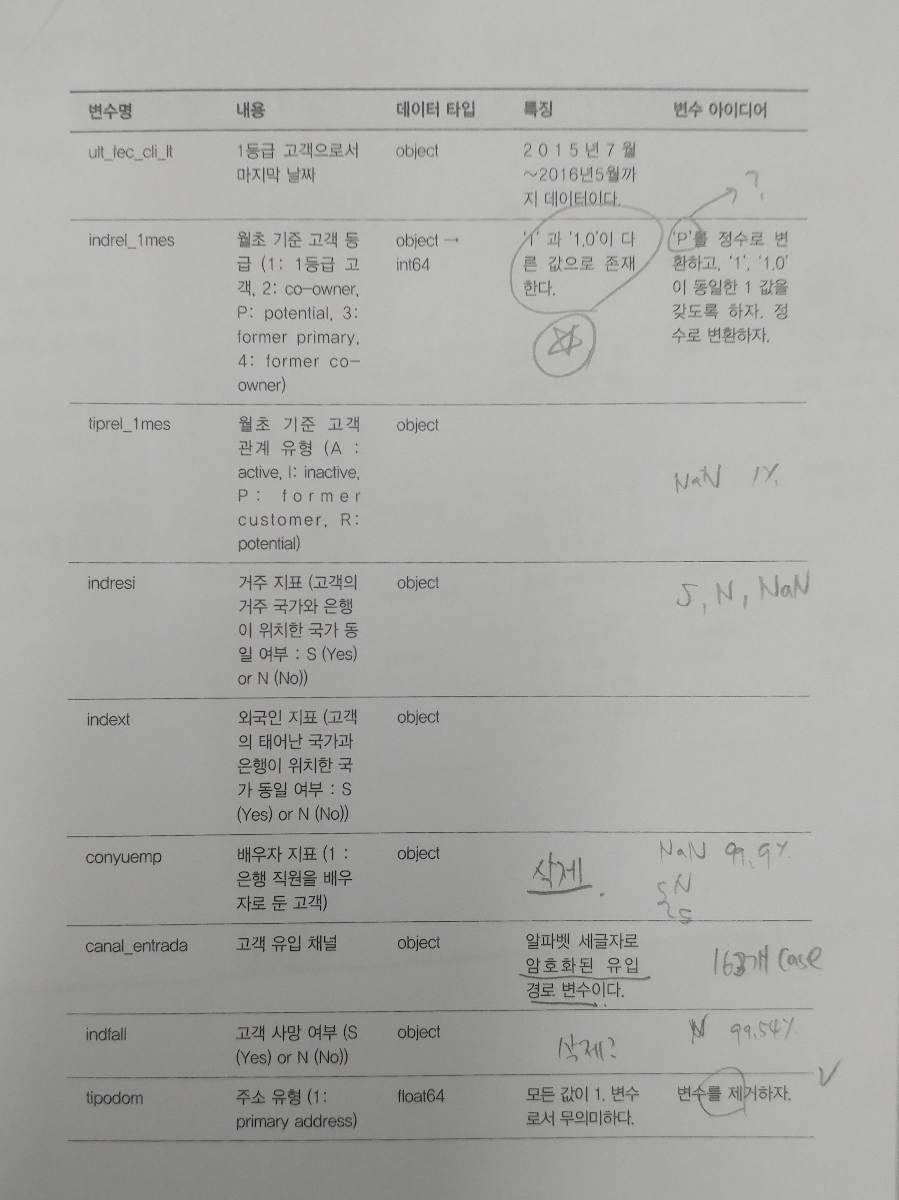 변수명 내용 데이터 타입 특징 변수 아이디어
ult_fec_cli_lt 1등급 고객으로서 object 2015년7월
마지막 날짜 ~2016년5월까
지 데이터이다.
?
indrel_1mes 월초 기준 고객 등 object → '1' 과 '1.0'이 다 'P'를 정수로 변
급 (1: 1등급 고 int64 른 값으로 존재 환하고, '1', '1.0'
객, 2: co-owner, 한다. 이 동일한 1 값을
P: potential, 3: 갖도록 하자. 정
former primary, 수로 변환하자.
4: former co-
owner)
tiprel_1mes 월초 기준 고객 object
관계 유형 (A :
active, I: inactive, NaN 1%
P: former
customer, R:
potential)
indresi 거주 지표 (고객의 object S, N, NaN
거주 국가와 은행
이 위치한 국가 동
일 여부 : S (Yes)
or N (No))
indext 외국인 지표 (고객 object
의 태어난 국가과
은행이 위치한 국
가 동일 여부 : S
(Yes) or N (No))
conyuemp 배우자 지표 (1 : object 삭제. NaN 99.9%
은행 직원을 배우 N
자로 둔 고객) S
canal_entrada 고객 유입 채널 object 알파벳 세글자로
암호화된 유입 개 Case
경로 변수이다.
indfall 고객 사망 여부 (S object 삭제? N 99.54%
(Yes) or N (No))
tipodom 주소 유형 (1: float64 모든 값이 1. 변수 변수를 제거하자.
primary address) 로서 무의미하다.